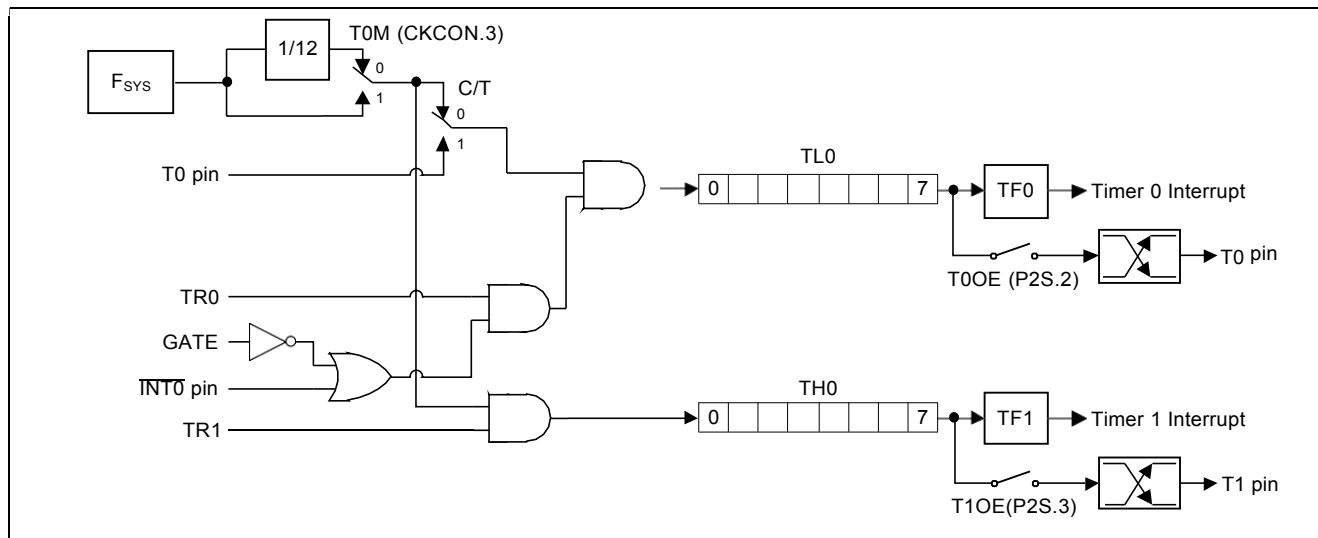 T0M (CKCON.3)
1/12
0
FSYS
1
C/T
0
1
T0 pin
TL0
0 7
TF0
Timer 0 Interrupt
T0OE (P2S.2)
T0 pin
TR0
GATE
INT0 pin
TR1
TH0
0 7
TF1
Timer 1 Interrupt
T1OE(P2S.3)
T1 pin